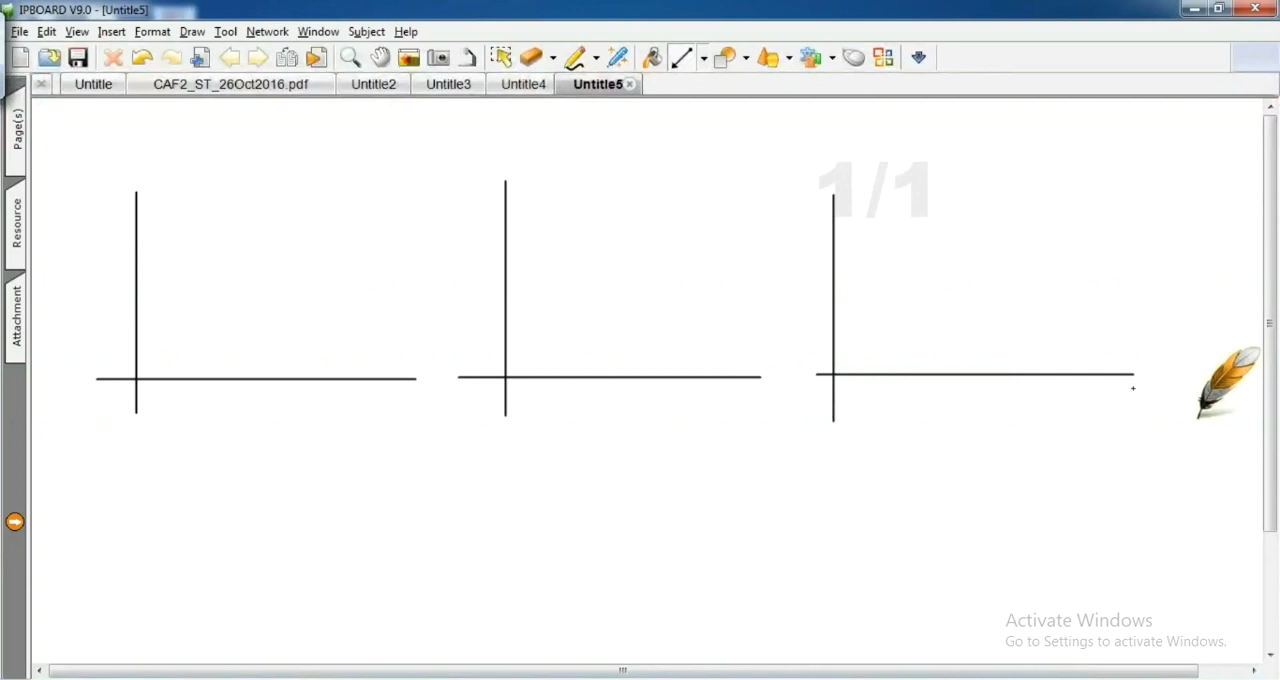 IPBOARD V9.0 - [Untitle5]
File Edit View Insert Format Draw Tool Network Window Subject Help
Untitle CAF2_ST_26Oct2016.pdf Untitle2 Untitle3 Untitle4 Untitle5
Page(s)
Resource
Attachment
1/1
Activate Windows
Go to Settings to activate Windows.